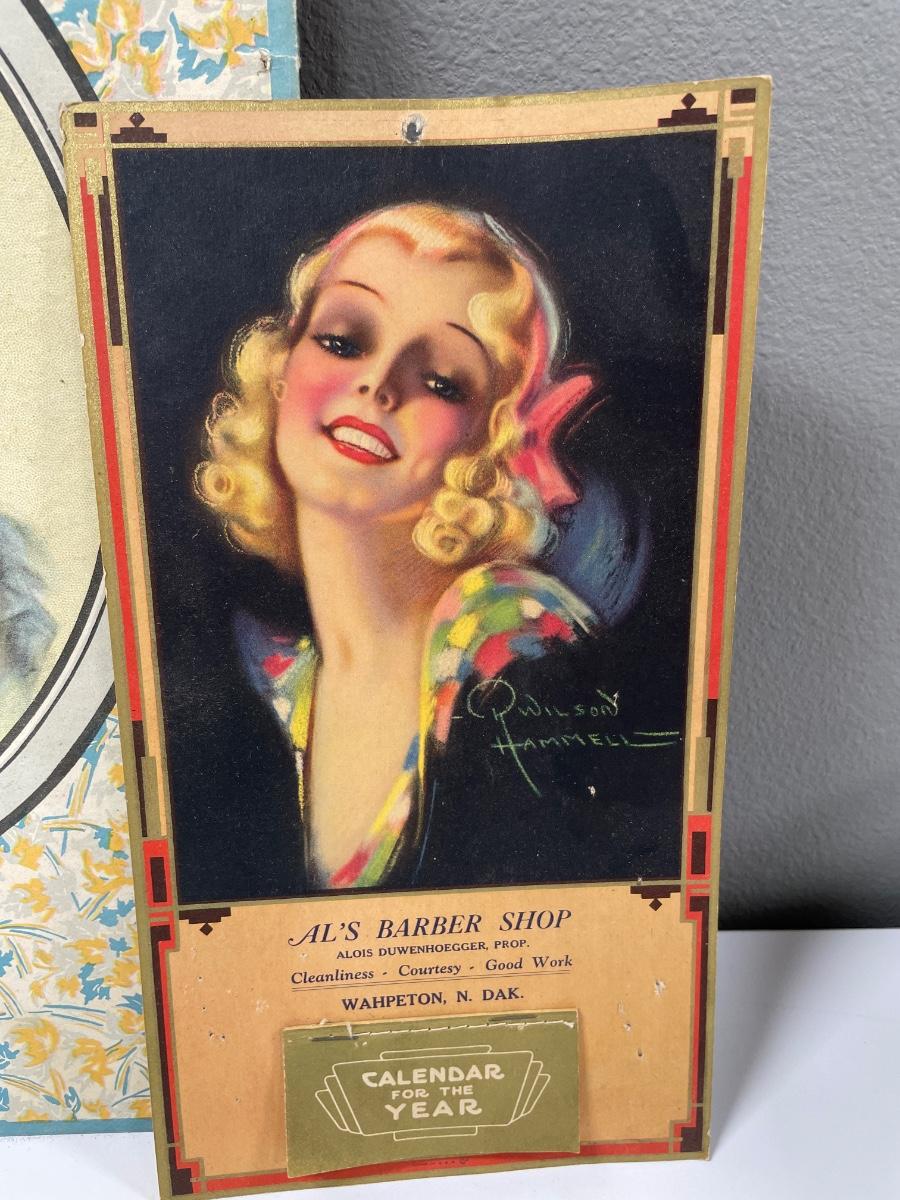 R Wilson
Hammell
AL'S BARBER SHOP
ALOIS DUWENHOEGGER, PROP.
Cleanliness - Courtesy - Good Work
WAHPETON, N. DAK.
CALENDAR
FOR THE
YEAR